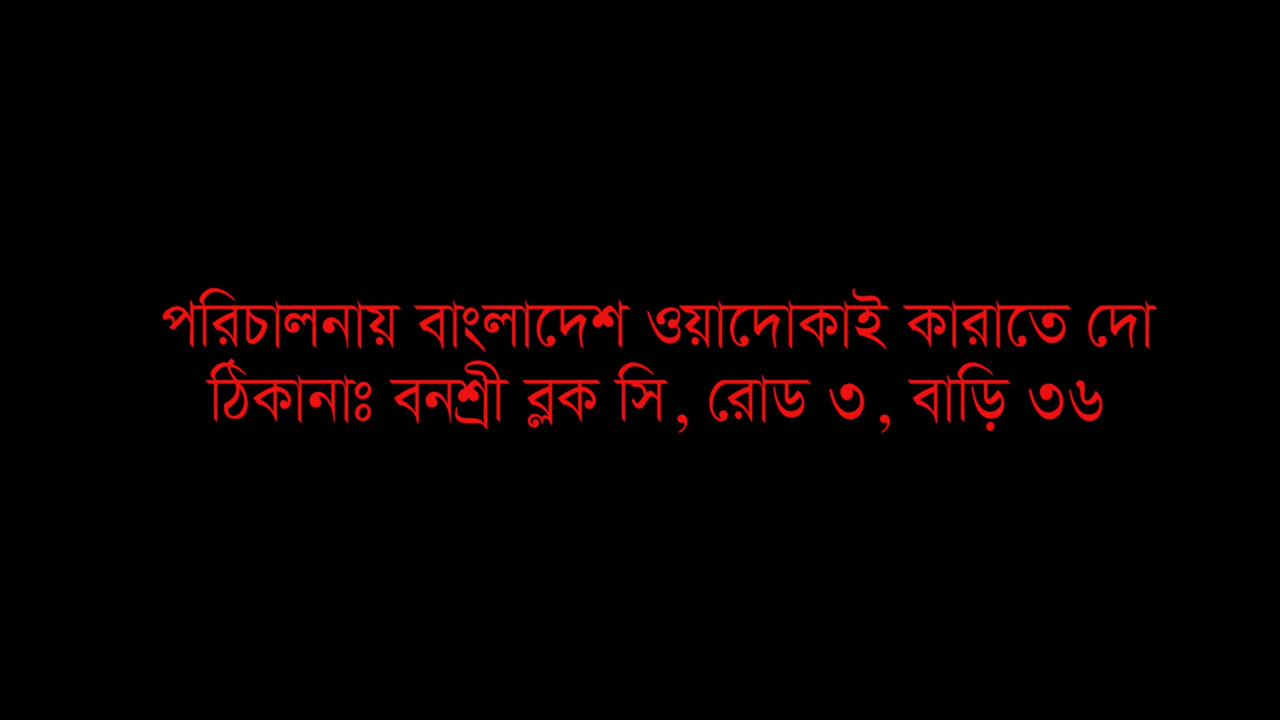 পরিচালনায় বাংলাদেশ ওয়াদোকাই কারাতে দো
ঠিকানাঃ বনশ্রী ব্লক সি, রোড ৩, বাড়ি ৩৬